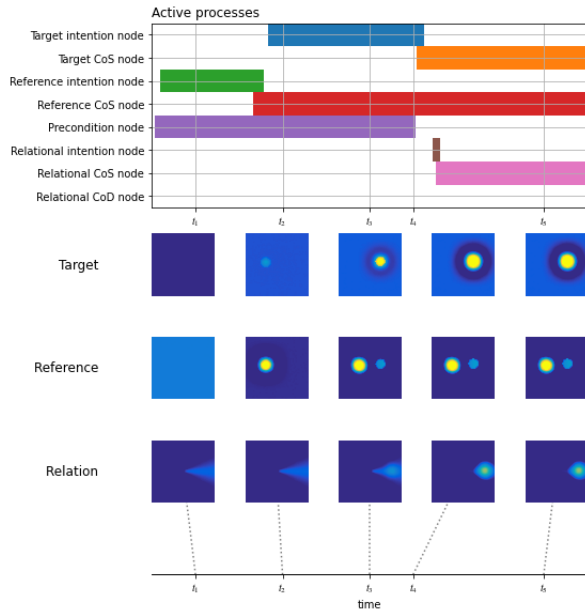 Active processes
Target intention node
Target CoS node
Reference intention node
Reference CoS node
Precondition node
Relational intention node
Relational CoS node
Relational CoD node
t1 t2 t3 t4 t5
Target
Reference
Relation
t1 t2 t3 t4 t5
time